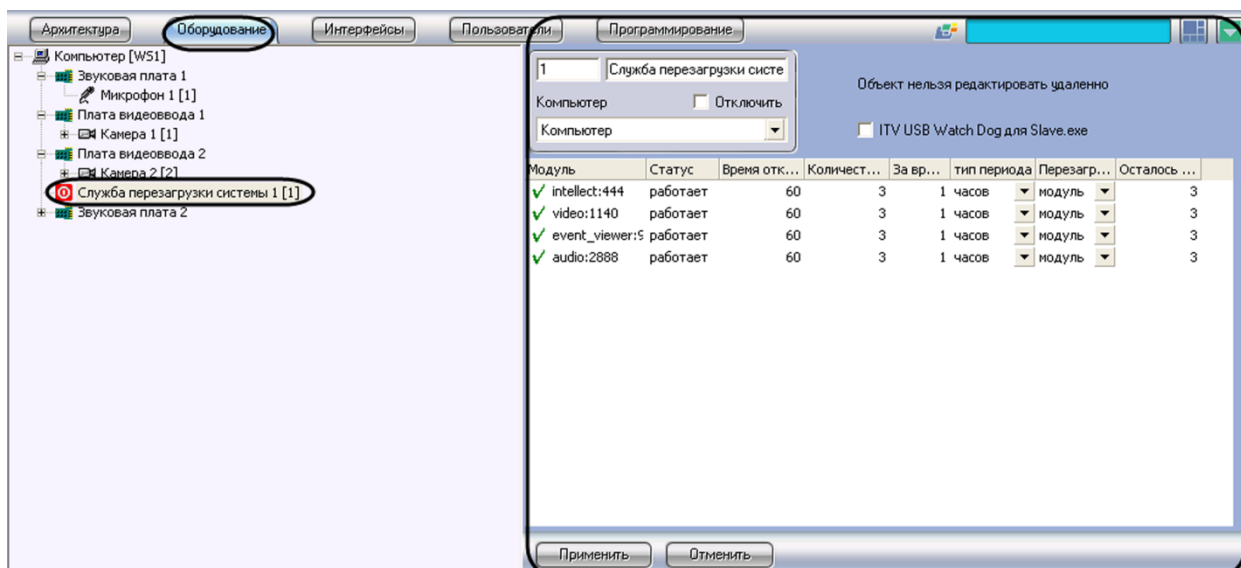 Архитектура Оборудование Интерфейсы Пользователи Программирование
Компьютер [WS1]
Звуковая плата 1
Микрофон 1 [1]
Плата видеоввода 1
Камера 1 [1]
Плата видеоввода 2
Камера 2 [2]
Служба перезагрузки системы 1 [1]
Звуковая плата 2
1 Служба перезагрузки систе
Компьютер Отключить
Компьютер
Объект нельзя редактировать удаленно
ITV USB Watch Dog для Slave.exe
Модуль Статус Время отк... Количест... За вр... тип периода Перезагр... Осталось ...
intellect:444 работает 60 3 1 часов модуль 3
video:1140 работает 60 3 1 часов модуль 3
event_viewer:9 работает 60 3 1 часов модуль 3
audio:2888 работает 60 3 1 часов модуль 3
Применить Отменить